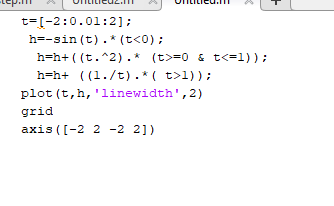 step.m Untitled2.m Untitled.m
t=[-2:0.01:2];
h=-sin(t).*(t<0);
h=h+((t.^2).* (t>=0 & t<=1));
h=h+ ((1./t).*( t>1));
plot(t,h,'linewidth',2)
grid
axis([-2 2 -2 2])